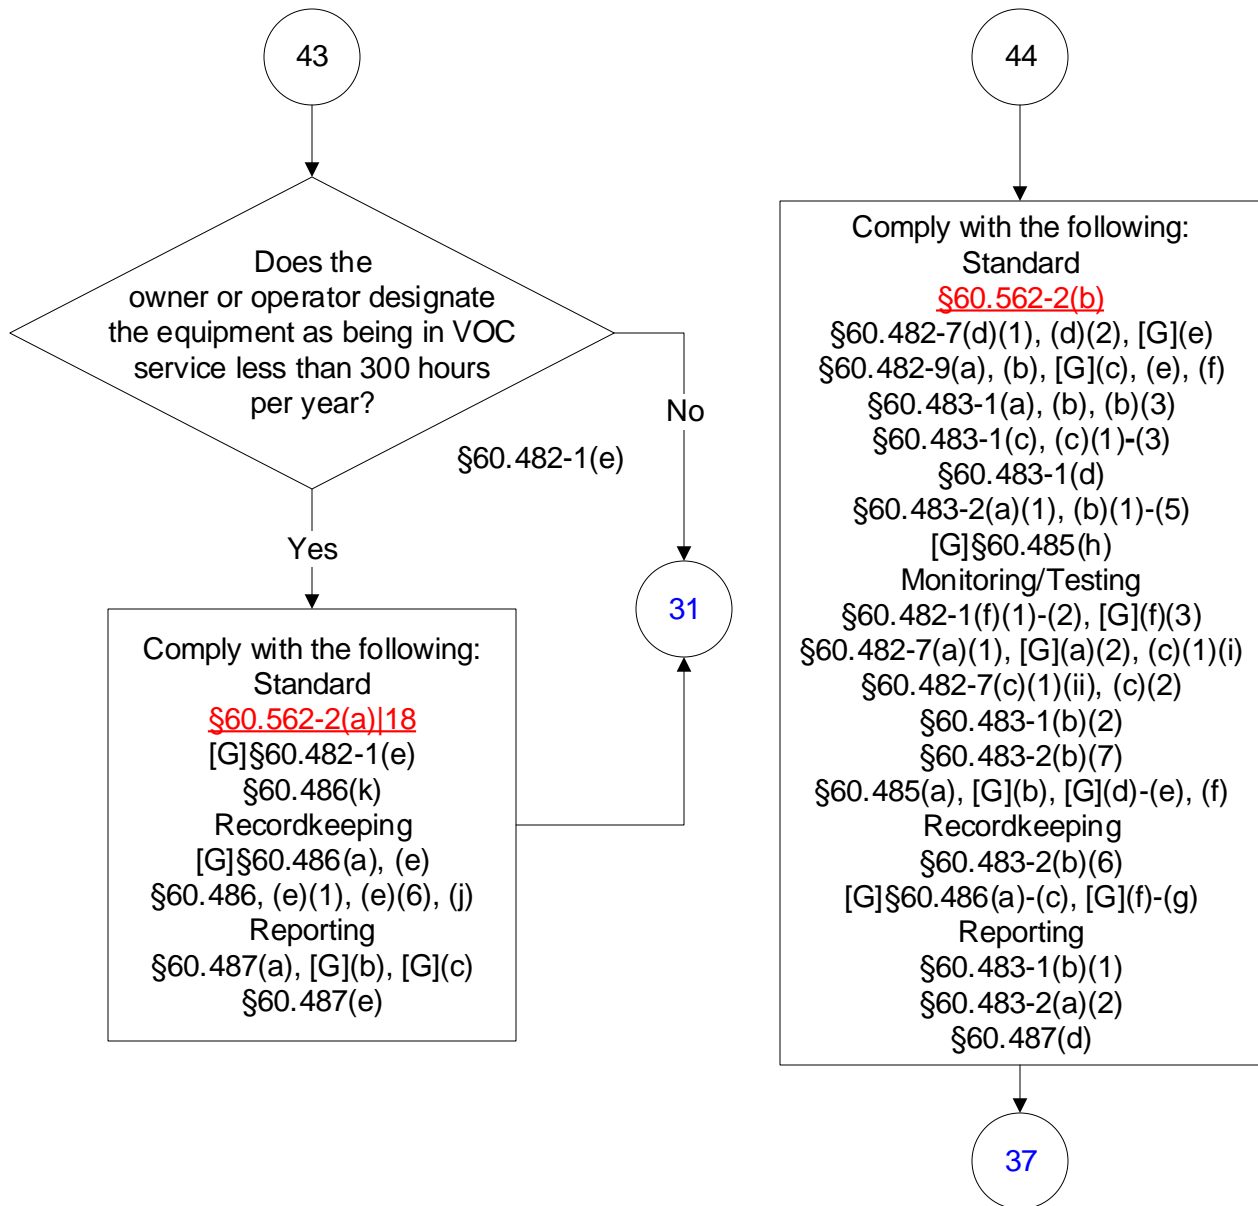 43
Does the
owner or operator designate
the equipment as being in VOC
service less than 300 hours
per year?
No
§60.482-1(e)
Yes
31
Comply with the following:
Standard
§60.562-2(a)|18
[G]§60.482-1(e)
§60.486(k)
Recordkeeping
[G]§60.486(a), (e)
§60.486, (e)(1), (e)(6), (j)
Reporting
§60.487(a), [G](b), [G](c)
§60.487(e)
44
Comply with the following:
Standard
§60.562-2(b)
§60.482-7(d)(1), (d)(2), [G](e)
§60.482-9(a), (b), [G](c), (e), (f)
§60.483-1(a), (b), (b)(3)
§60.483-1(c), (c)(1)-(3)
§60.483-1(d)
§60.483-2(a)(1), (b)(1)-(5)
[G]§60.485(h)
Monitoring/Testing
§60.482-1(f)(1)-(2), [G](f)(3)
§60.482-7(a)(1), [G](a)(2), (c)(1)(i)
§60.482-7(c)(1)(ii), (c)(2)
§60.483-1(b)(2)
§60.483-2(b)(7)
§60.485(a), [G](b), [G](d)-(e), (f)
Recordkeeping
§60.483-2(b)(6)
[G]§60.486(a)-(c), [G](f)-(g)
Reporting
§60.483-1(b)(1)
§60.483-2(a)(2)
§60.487(d)
37